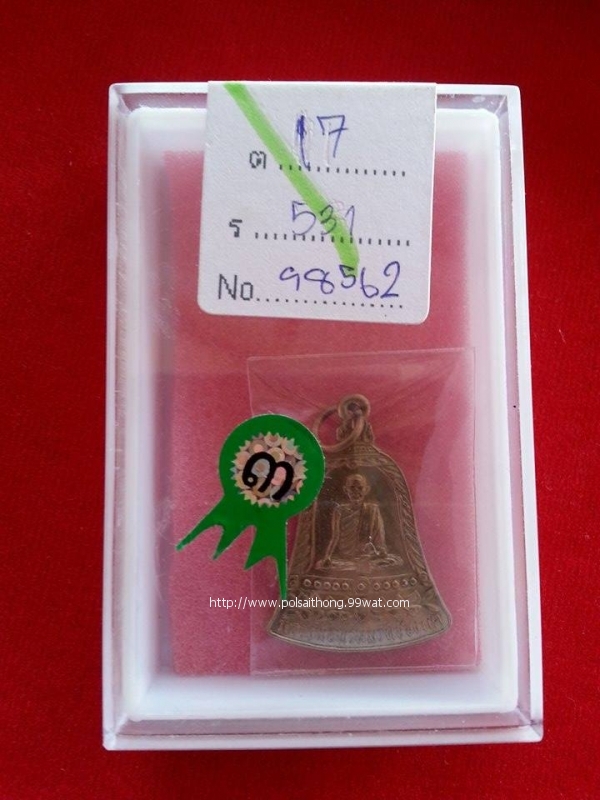 ต 17
ร 531
No. 98562
๓
http://www.polsaithong.99wat.com